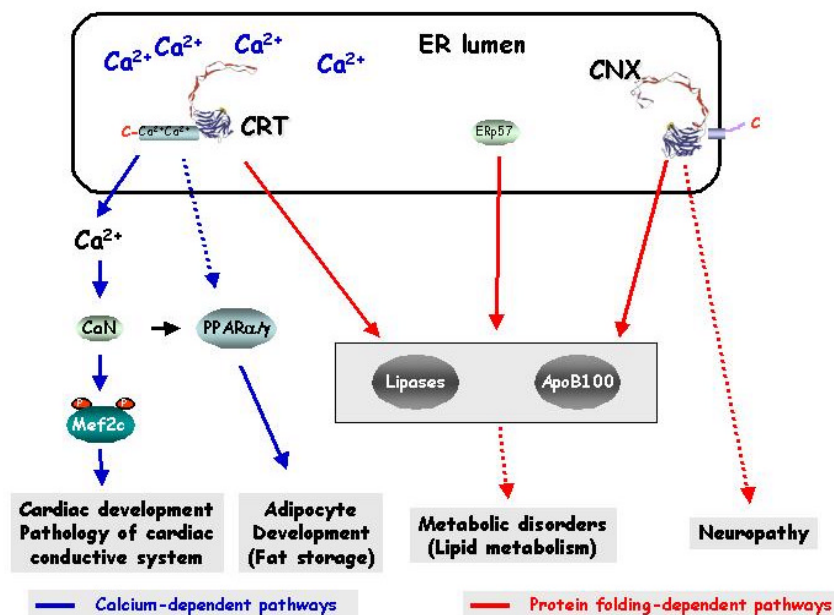 Ca²⁺ Ca²⁺ Ca²⁺ Ca²⁺
ER lumen
CNX
C-Ca²⁺Ca²⁺
CRT
ERp57
C
Ca²⁺
CaN
PPARα/γ
Lipases
ApoB100
P P
Mef2c
Cardiac development
Pathology of cardiac
conductive system
Adipocyte
Development
(Fat storage)
Metabolic disorders
(Lipid metabolism)
Neuropathy
Calcium-dependent pathways
Protein folding-dependent pathways